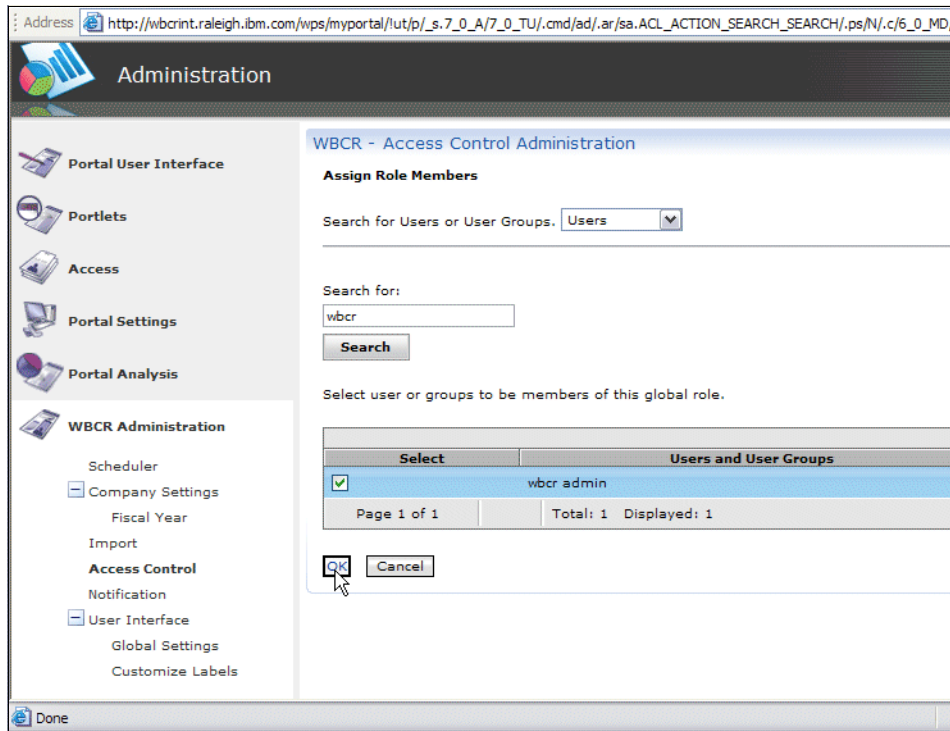 Address http://wbcrint.raleigh.ibm.com/wps/myportal/!ut/p/_s.7_0_A/7_0_TU/.cmd/ad/.ar/sa.ACL_ACTION_SEARCH_SEARCH/.ps/N/.c/6_0_MD
Administration
Portal User Interface
Portlets
Access
Portal Settings
Portal Analysis
WBCR Administration
Scheduler
Company Settings
Fiscal Year
Import
Access Control
Notification
User Interface
Global Settings
Customize Labels
WBCR - Access Control Administration
Assign Role Members
Search for Users or User Groups. Users
Search for:
wbcr
Search
Select user or groups to be members of this global role.
Select Users and User Groups
wbcr admin
Page 1 of 1 Total: 1 Displayed: 1
OK Cancel
Done